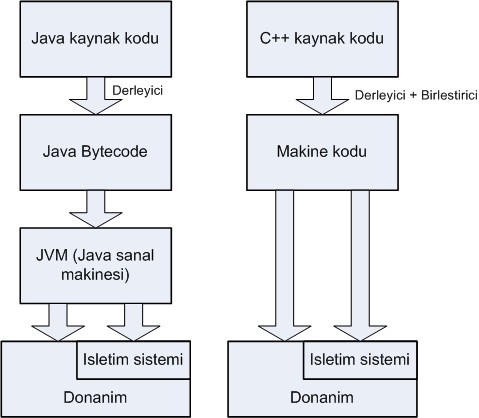 Java kaynak kodu
Derleyici
Java Bytecode
JVM (Java sanal
makinesi)
Isletim sistemi
Donanim
C++ kaynak kodu
Derleyici + Birlestirici
Makine kodu
Isletim sistemi
Donanim